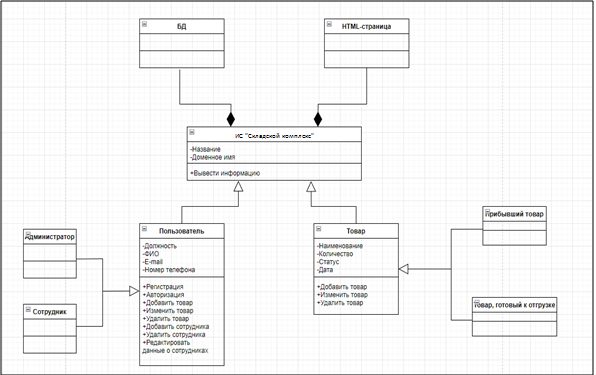 БД
HTML-страница
ИС "Складской комплекс"
-Название
-Доменное имя
+Вывести информацию
Администратор
Сотрудник
Пользователь
-Должность
-ФИО
-E-mail
-Номер телефона
+Регистрация
+Авторизация
+Добавить товар
+Изменить товар
+Удалить товар
+Добавить сотрудника
+Удалить сотрудника
+Редактировать
данные о сотрудниках
Товар
-Наименование
-Количество
-Статус
-Дата
+Добавить товар
+Изменить товар
+Удалить товар
Прибывший товар
Товар, готовый к отгрузке